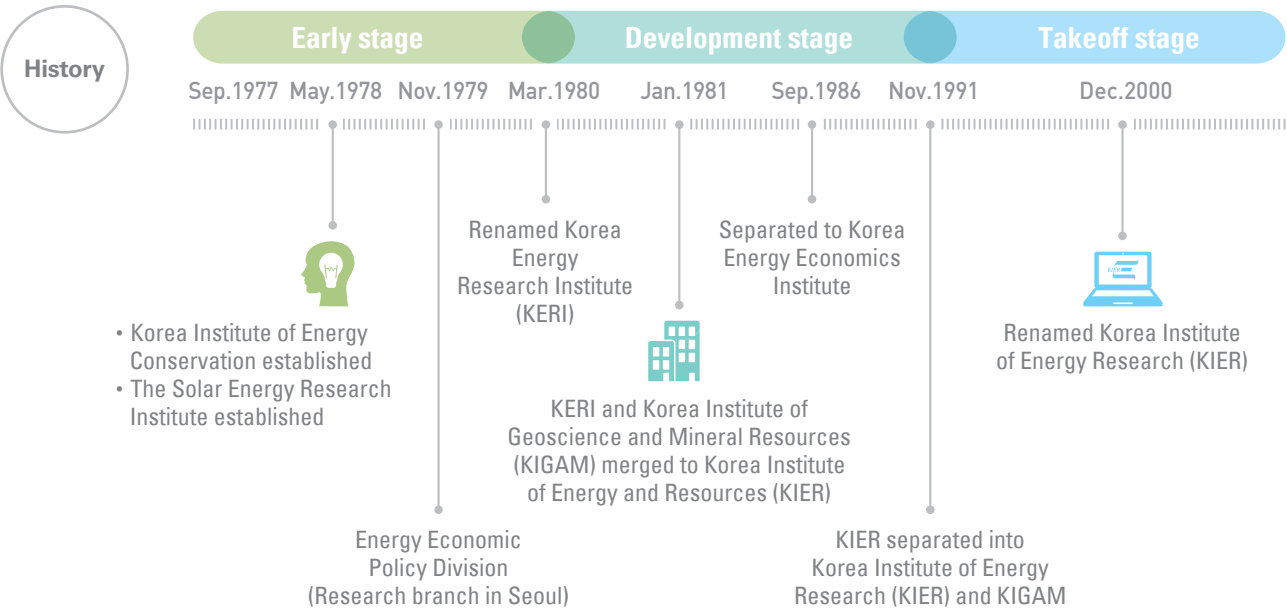 History
Early stage
Development stage
Takeoff stage
Sep.1977 May.1978 Nov.1979 Mar.1980 Jan.1981 Sep.1986 Nov.1991 Dec.2000
• Korea Institute of Energy
Conservation established
• The Solar Energy Research
Institute established
Energy Economic
Policy Division
(Research branch in Seoul)
Renamed Korea
Energy
Research Institute
(KERI)
KERI and Korea Institute of
Geoscience and Mineral Resources
(KIGAM) merged to Korea Institute
of Energy and Resources (KIER)
Separated to Korea
Energy Economics
Institute
KIER separated into
Korea Institute of Energy
Research (KIER) and KIGAM
KIER
Renamed Korea Institute
of Energy Research (KIER)